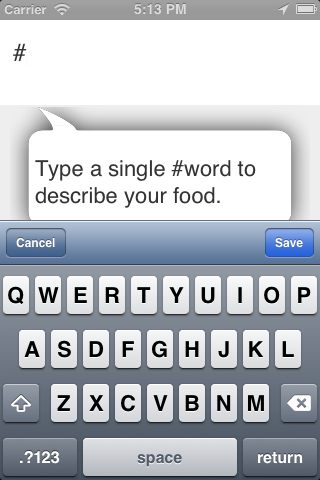 Carrier 5:13 PM
#
Type a single #word to
describe your food.
Cancel Save
Q W E R T Y U I O P
A S D F G H J K L
Z X C V B N M
.?123 space return